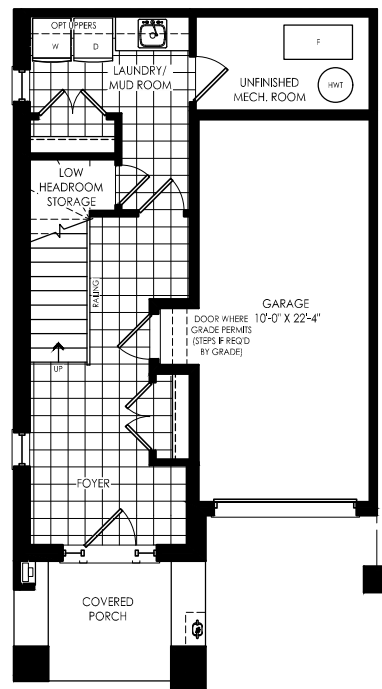 OPT UPPERS
W
D
F
LAUNDRY/
MUD ROOM
UNFINISHED
MECH. ROOM
HWT
LOW
HEADROOM
STORAGE
RAILING
GARAGE
10'-0" X 22'-4"
DOOR WHERE
GRADE PERMITS
(STEPS IF REQ'D
BY GRADE)
UP
FOYER
COVERED
PORCH